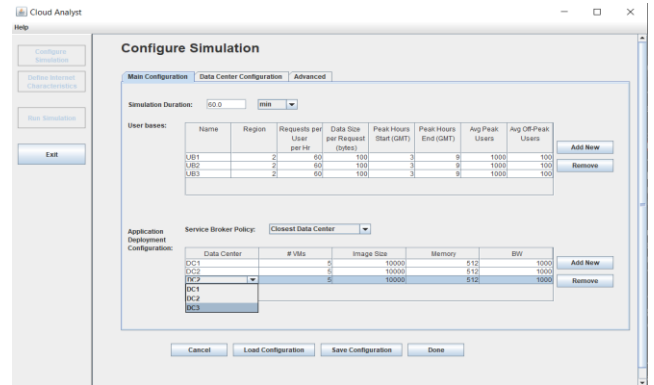 Cloud Analyst
Help
Configure Simulation
Configure Simulation
Define Internet Characteristics
Run Simulation
Exit
Main Configuration Data Center Configuration Advanced
Simulation Duration: 60.0 min
User bases:
Name Region Requests per User per Hr Data Size per Request (bytes) Peak Hours Start (GMT) Peak Hours End (GMT) Avg Peak Users Avg Off-Peak Users
UB1 2 60 100 3 9 1000 100
UB2 2 60 100 3 9 1000 100
UB3 2 60 100 3 9 1000 100
Add New
Remove
Application Deployment Configuration:
Service Broker Policy: Closest Data Center
Data Center # VMs Image Size Memory BW
DC1 5 10000 512 1000
DC2 5 10000 512 1000
DC2 5 10000 512 1000
DC1
DC2
DC3
Add New
Remove
Cancel Load Configuration Save Configuration Done